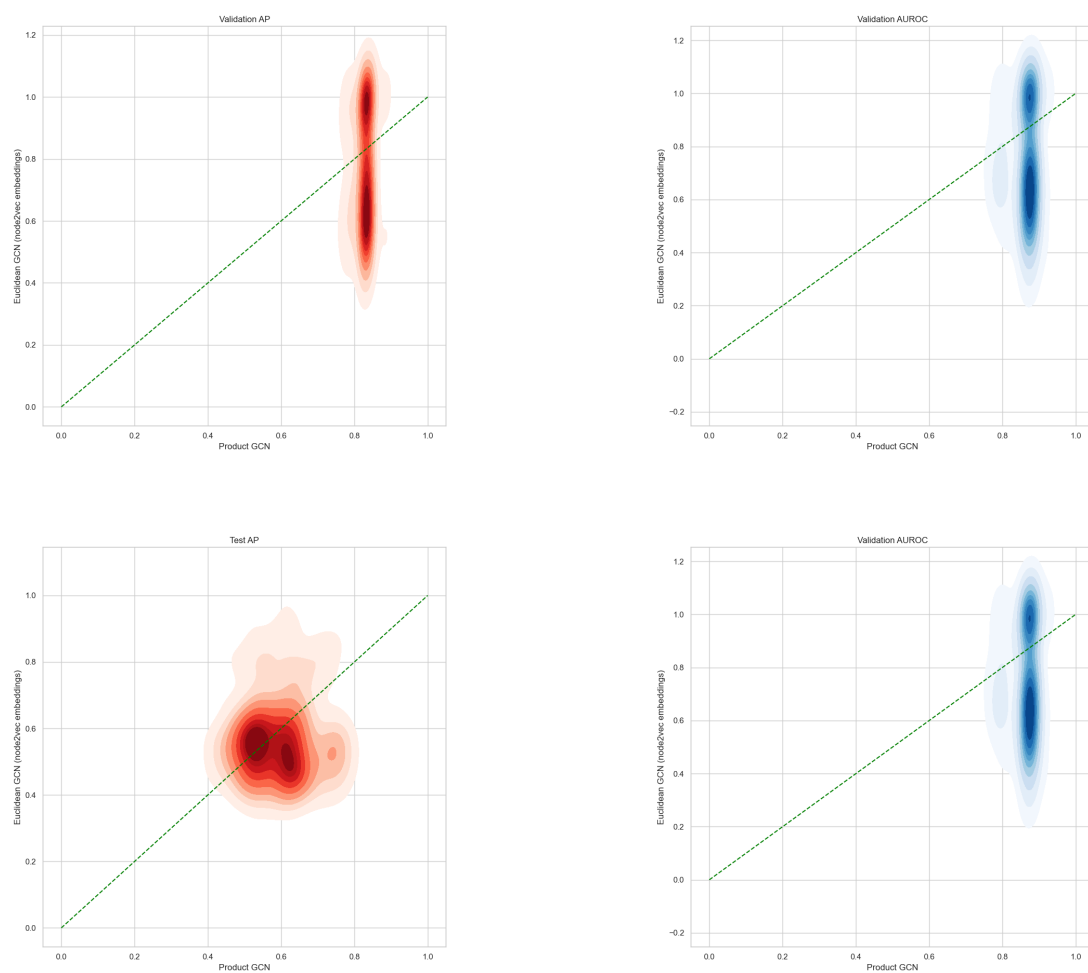 Validation AP
1.2
1.0
0.8
0.6
0.4
0.2
0.0
Euclidean GCN (node2vec embeddings)
0.0 0.2 0.4 0.6 0.8 1.0
Product GCN
Validation AUROC
1.2
1.0
0.8
0.6
0.4
0.2
0.0
−0.2
Euclidean GCN (node2vec embeddings)
0.0 0.2 0.4 0.6 0.8 1.0
Product GCN
Test AP
1.0
0.8
0.6
0.4
0.2
0.0
Euclidean GCN (node2vec embeddings)
0.0 0.2 0.4 0.6 0.8 1.0
Product GCN
Validation AUROC
1.2
1.0
0.8
0.6
0.4
0.2
0.0
−0.2
Euclidean GCN (node2vec embeddings)
0.0 0.2 0.4 0.6 0.8 1.0
Product GCN